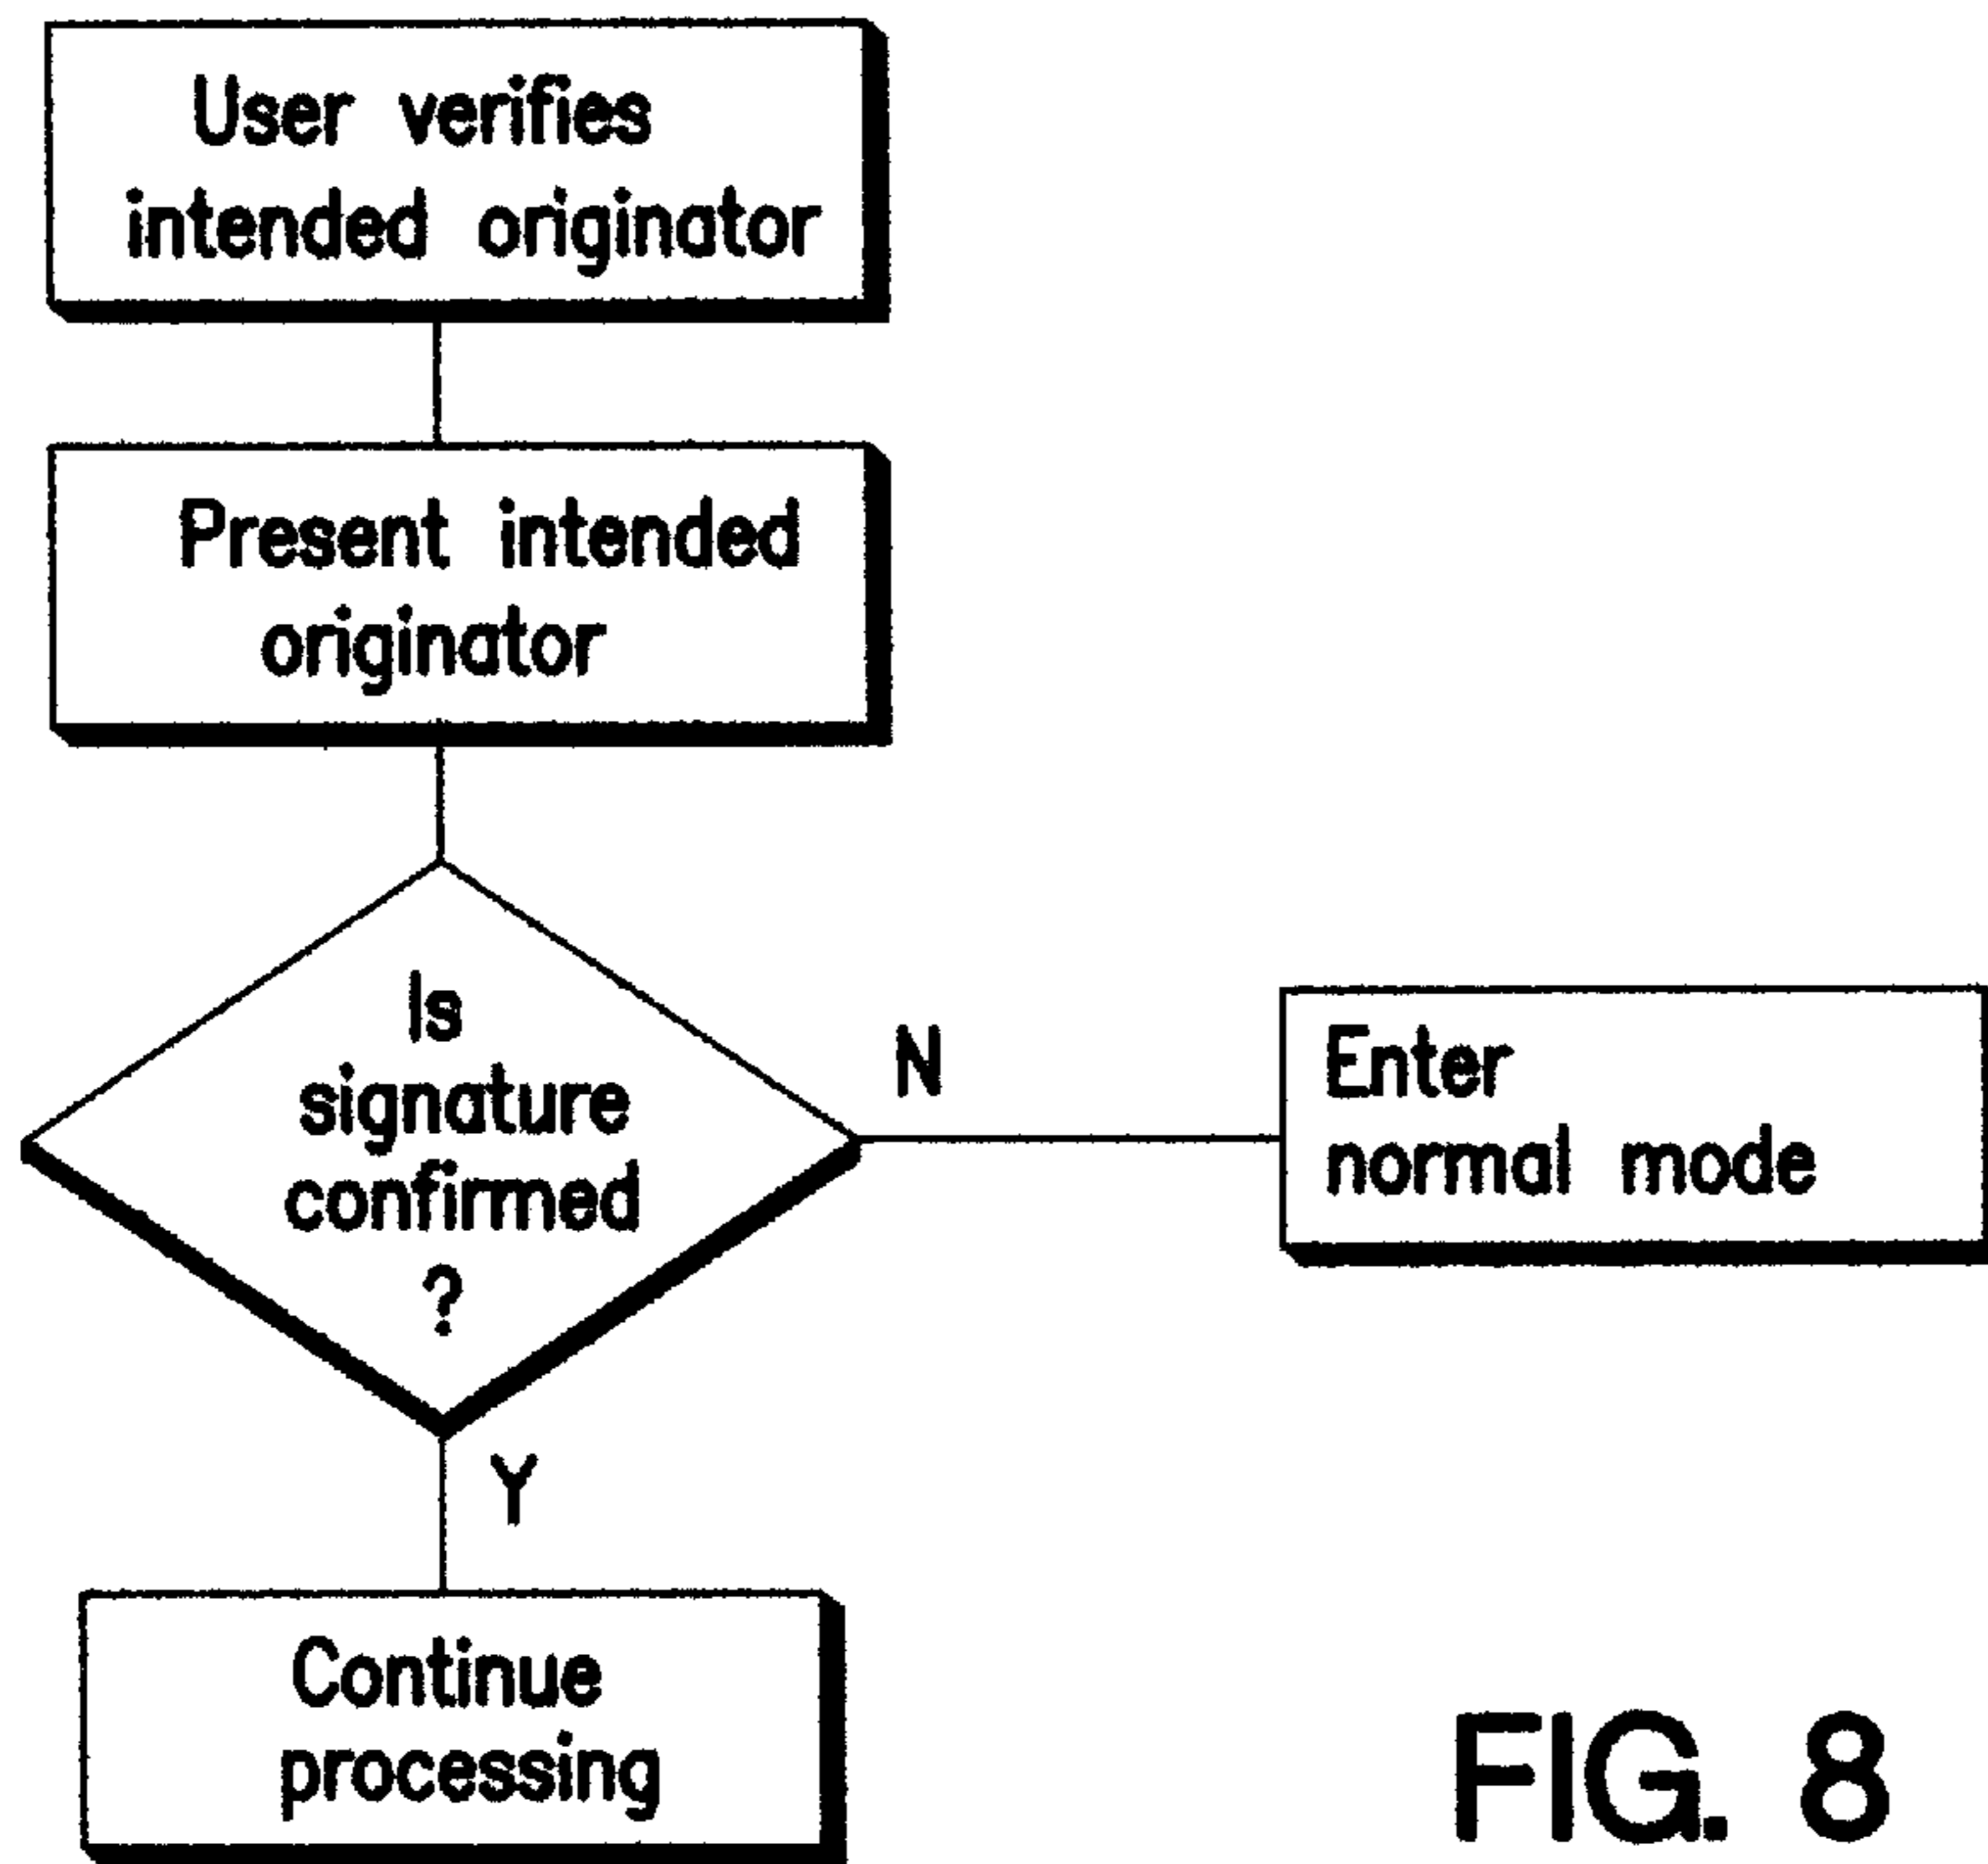 User verifies
intended originator
Present intended
originator
Is
signature
confirmed
?
N
Enter
normal mode
Y
Continue
processing
FIG. 8